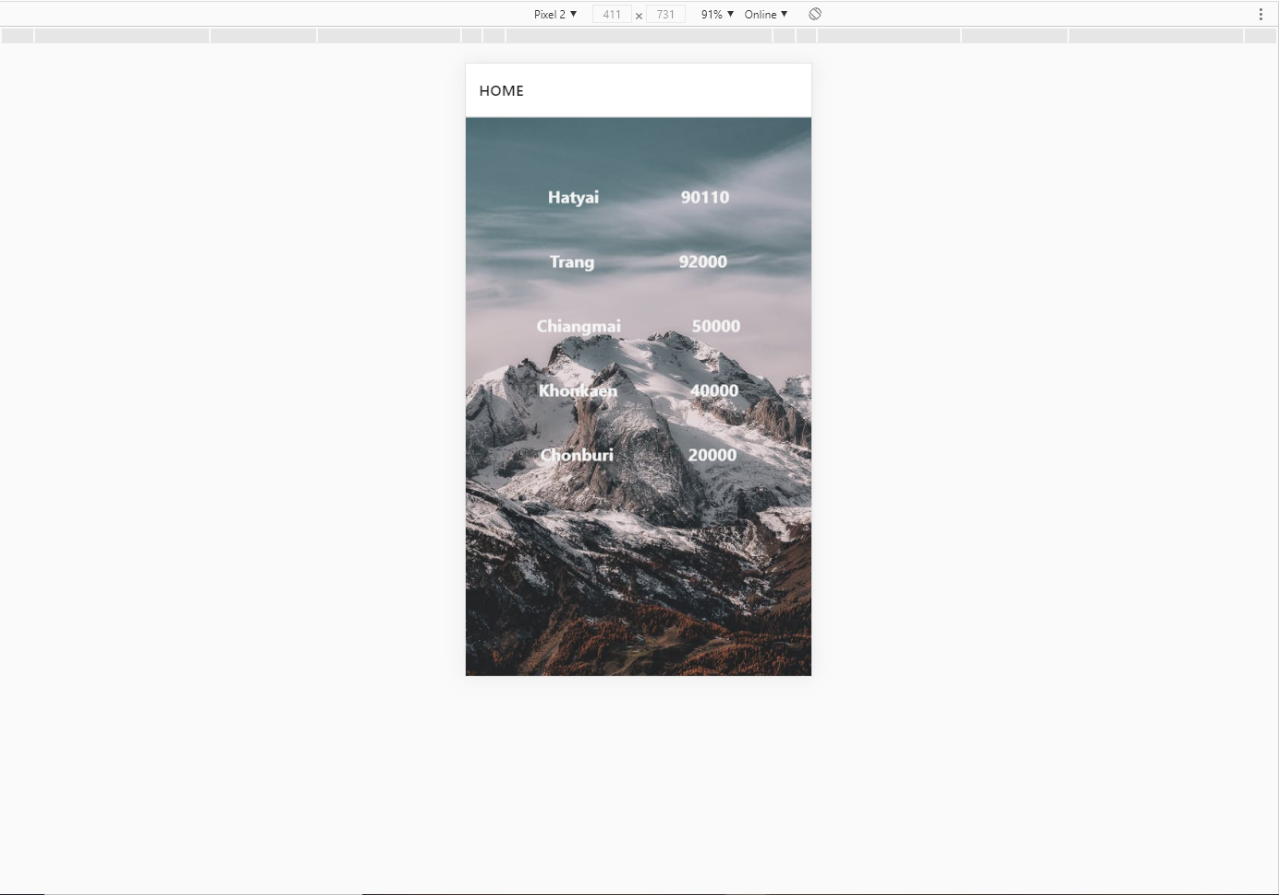 Pixel 2 ▼ 411 × 731 91% ▼ Online ▼
HOME
Hatyai 90110
Trang 92000
Chiangmai 50000
Khonkaen 40000
Chonburi 20000